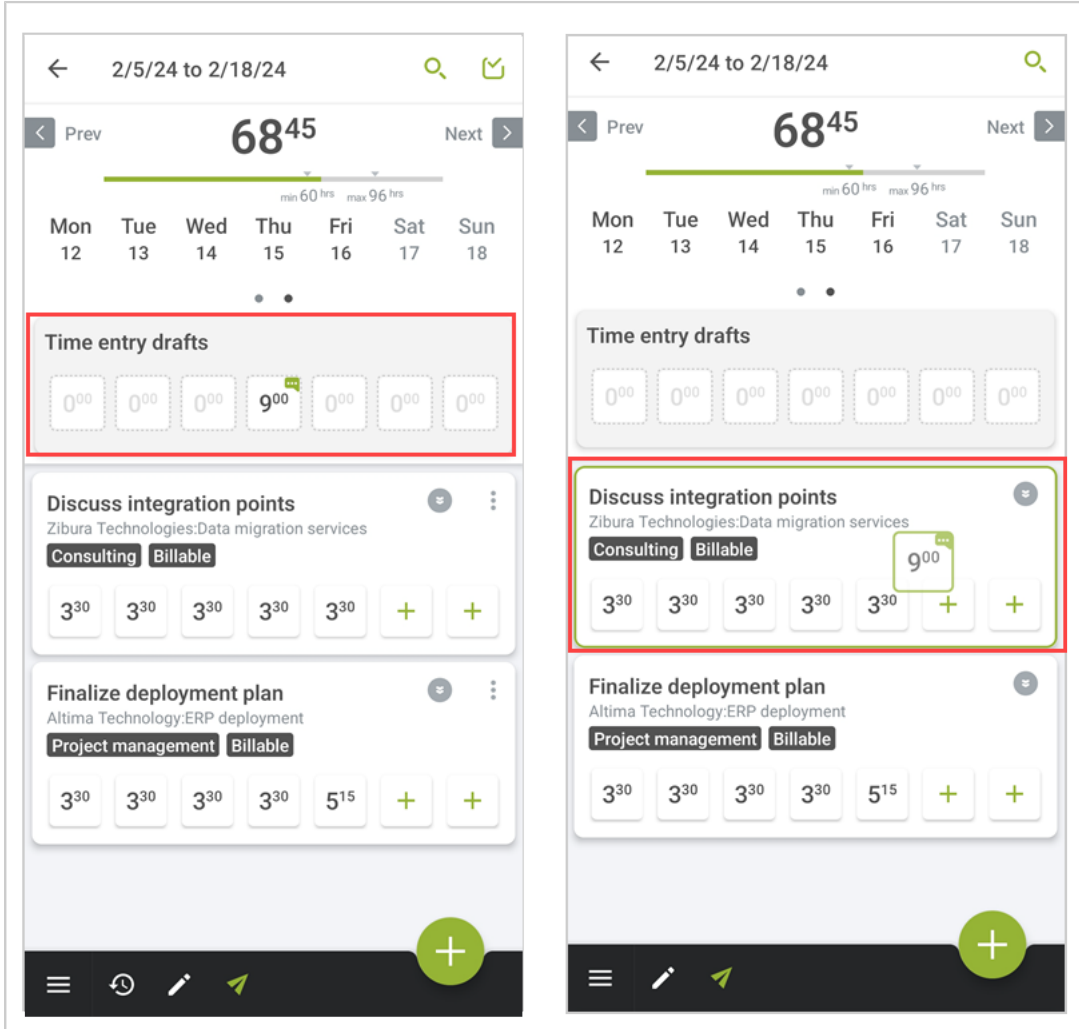 2/5/24 to 2/18/24
Prev 68⁴⁵ Next
min 60 hrs max 96 hrs
Mon Tue Wed Thu Fri Sat Sun
12 13 14 15 16 17 18
Time entry drafts
0⁰⁰ 0⁰⁰ 0⁰⁰ 9⁰⁰ 0⁰⁰ 0⁰⁰ 0⁰⁰
Discuss integration points
Zibura Technologies:Data migration services
Consulting Billable
3³⁰ 3³⁰ 3³⁰ 3³⁰ 3³⁰ + +
Finalize deployment plan
Altima Technology:ERP deployment
Project management Billable
3³⁰ 3³⁰ 3³⁰ 3³⁰ 5¹⁵ + +
+
2/5/24 to 2/18/24
Prev 68⁴⁵ Next
min 60 hrs max 96 hrs
Mon Tue Wed Thu Fri Sat Sun
12 13 14 15 16 17 18
Time entry drafts
0⁰⁰ 0⁰⁰ 0⁰⁰ 0⁰⁰ 0⁰⁰ 0⁰⁰ 0⁰⁰
Discuss integration points
Zibura Technologies:Data migration services
Consulting Billable
9⁰⁰
3³⁰ 3³⁰ 3³⁰ 3³⁰ 3³⁰ + +
Finalize deployment plan
Altima Technology:ERP deployment
Project management Billable
3³⁰ 3³⁰ 3³⁰ 3³⁰ 5¹⁵ + +
+